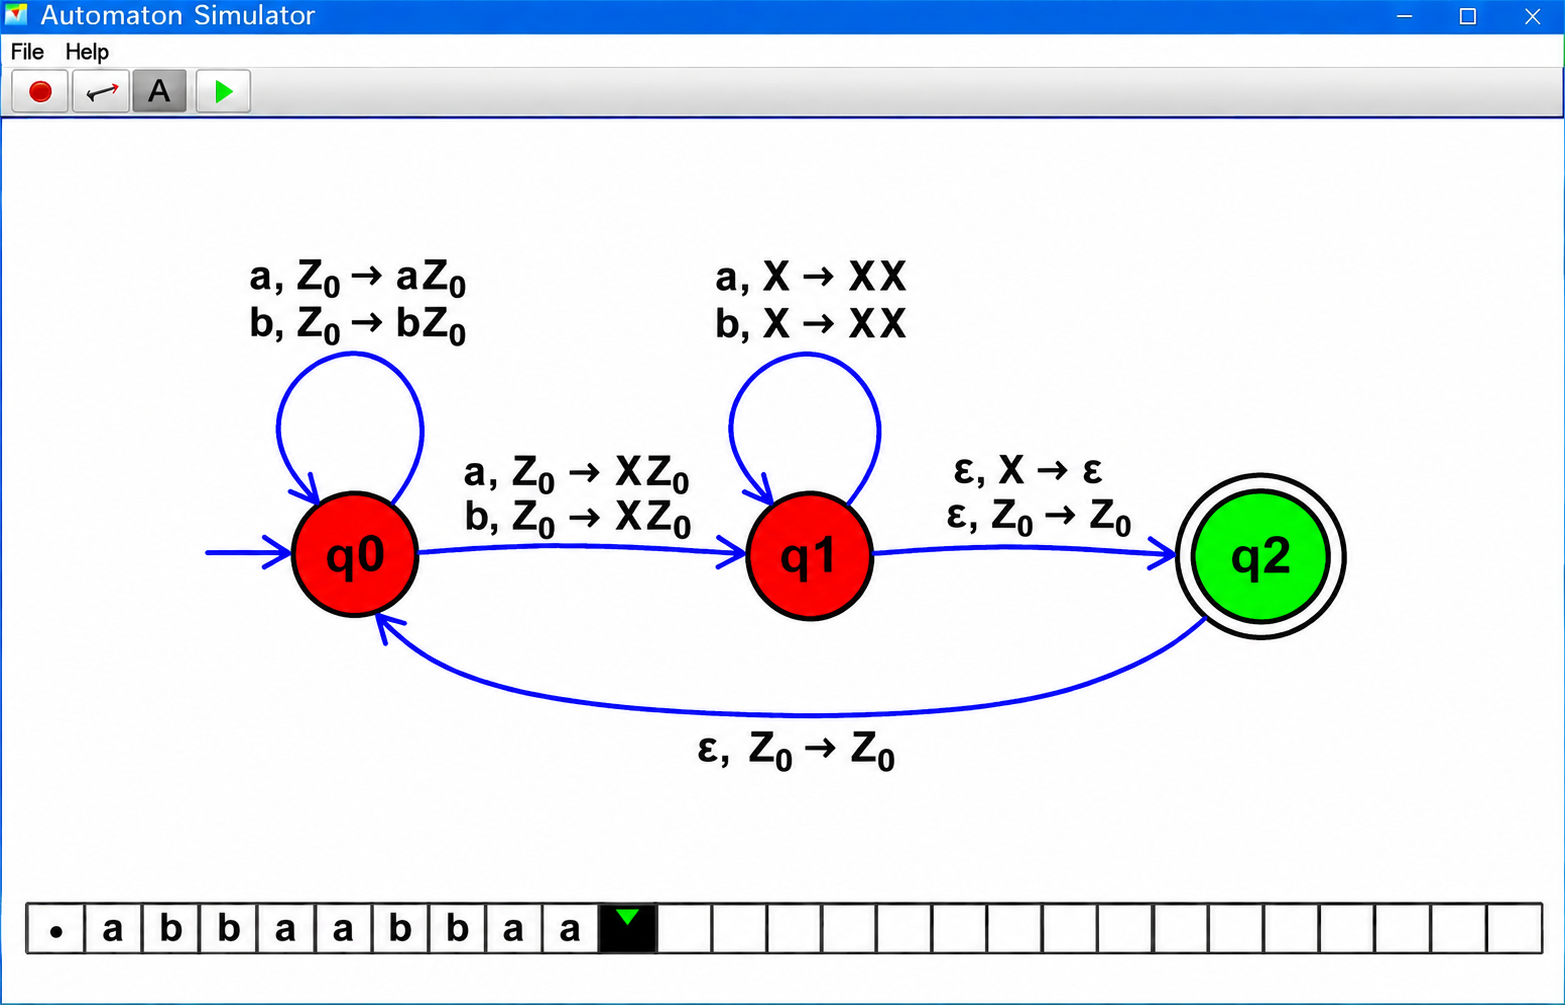 Automaton Simulator
File Help
A
a, Z₀ → aZ₀
b, Z₀ → bZ₀
a, X → XX
b, X → XX
a, Z₀ → XZ₀
b, Z₀ → XZ₀
ε, X → ε
ε, Z₀ → Z₀
q0
q1
q2
ε, Z₀ → Z₀
• a b b a a b b a a